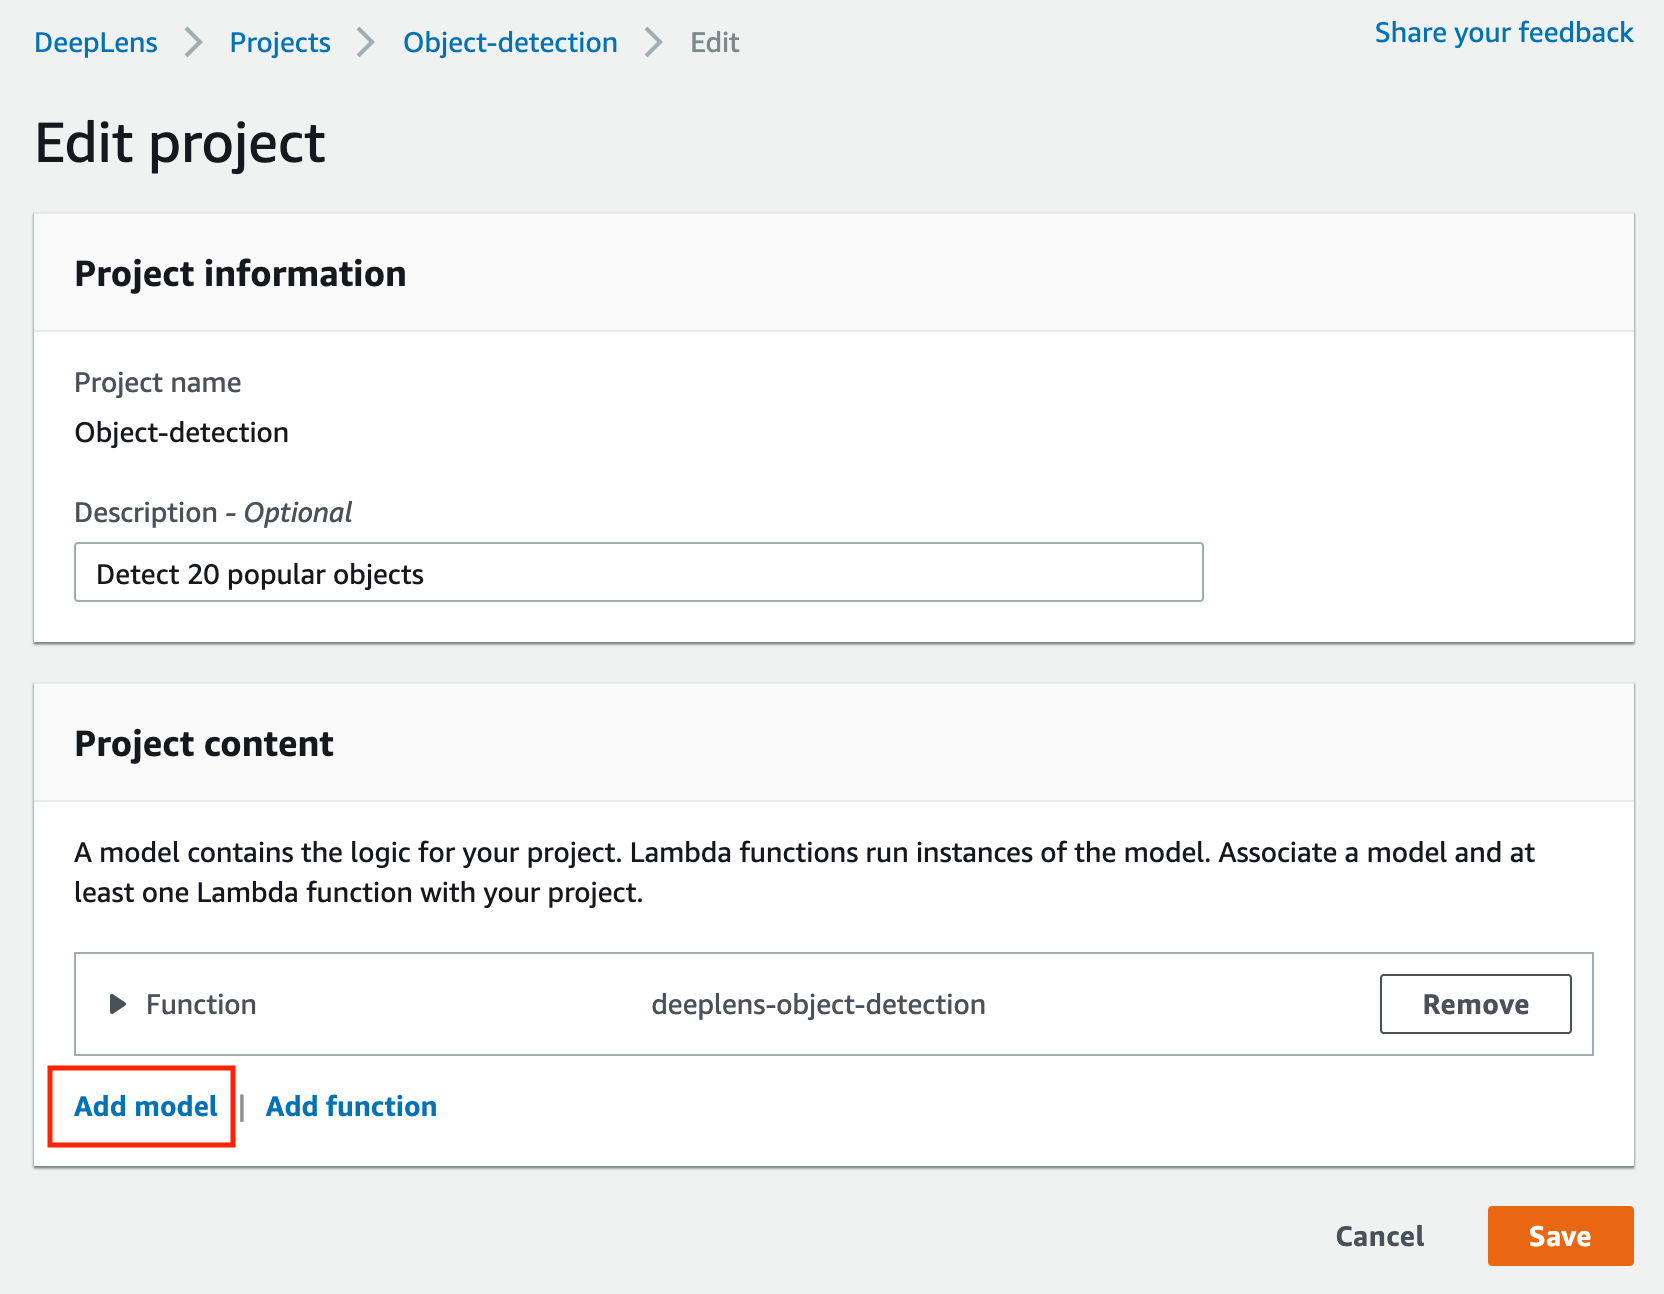 DeepLens
Projects
Object-detection
Edit
Share your feedback
Edit project
Project information
Project name
Object-detection
Description - Optional
Detect 20 popular objects
Project content
A model contains the logic for your project. Lambda functions run instances of the model. Associate a model and at
least one Lambda function with your project.
Function
deeplens-object-detection
Remove
Add model | Add function
Cancel
Save